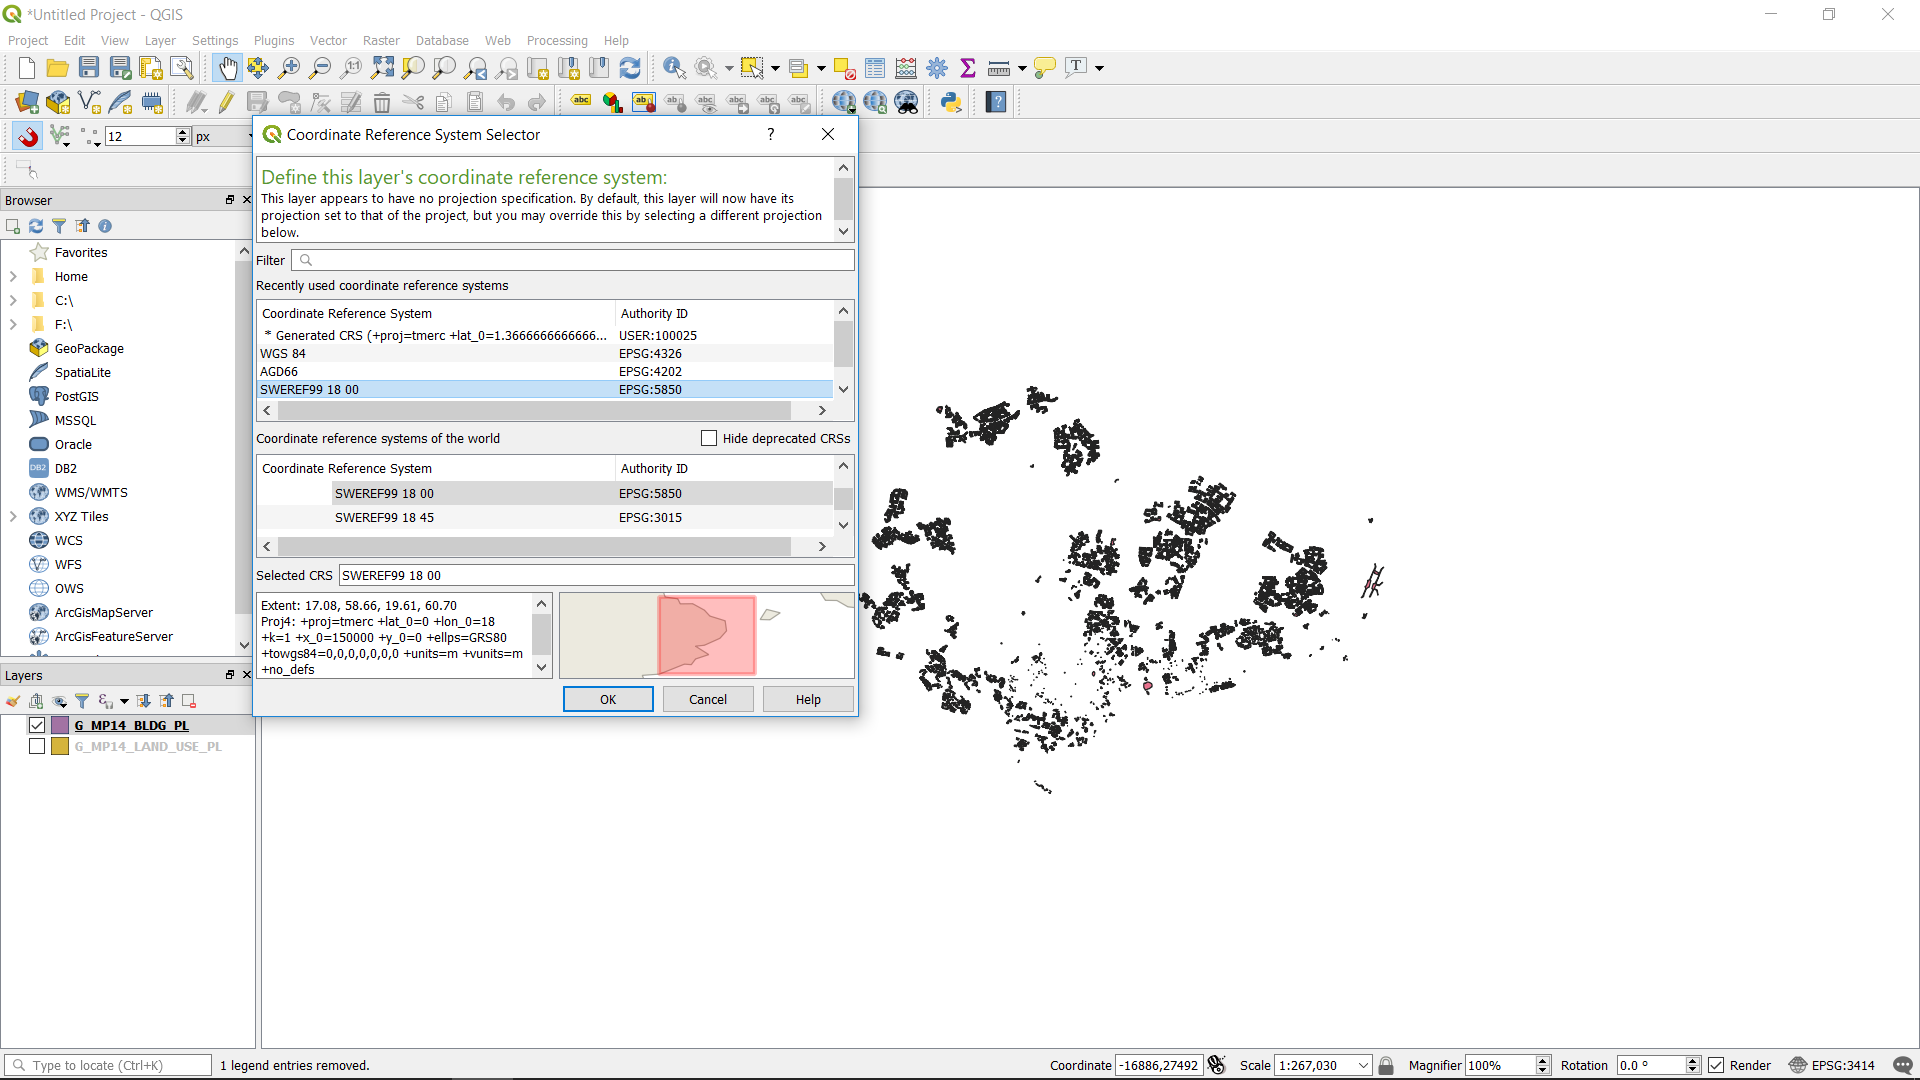 *Untitled Project - QGIS
Project Edit View Layer Settings Plugins Vector Raster Database Web Processing Help
1:1
T
abc abc abc abc abc abc abc
?
12 px
Coordinate Reference System Selector ?
Define this layer's coordinate reference system:
This layer appears to have no projection specification. By default, this layer will now have its
projection set to that of the project, but you may override this by selecting a different projection
below.
Filter
Recently used coordinate reference systems
Coordinate Reference System Authority ID
* Generated CRS (+proj=tmerc +lat_0=1.3666666666666... USER:100025
WGS 84 EPSG:4326
AGD66 EPSG:4202
SWEREF99 18 00 EPSG:5850
Coordinate reference systems of the world Hide deprecated CRSs
Coordinate Reference System Authority ID
SWEREF99 18 00 EPSG:5850
SWEREF99 18 45 EPSG:3015
Selected CRS SWEREF99 18 00
Extent: 17.08, 58.66, 19.61, 60.70
Proj4: +proj=tmerc +lat_0=0 +lon_0=18
+k=1 +x_0=150000 +y_0=0 +ellps=GRS80
+towgs84=0,0,0,0,0,0,0 +units=m +vunits=m
+no_defs
OK Cancel Help
Browser
Favorites
Home
C:\
F:\
GeoPackage
SpatiaLite
PostGIS
MSSQL
Oracle
DB2 DB2
WMS/WMTS
XYZ Tiles
WCS
WFS
OWS
ArcGisMapServer
ArcGisFeatureServer
Layers
G_MP14_BLDG_PL
G_MP14_LAND_USE_PL
Type to locate (Ctrl+K) 1 legend entries removed. Coordinate -16886,27492 Scale 1:267,030 Magnifier 100% Rotation 0.0 ° Render EPSG:3414